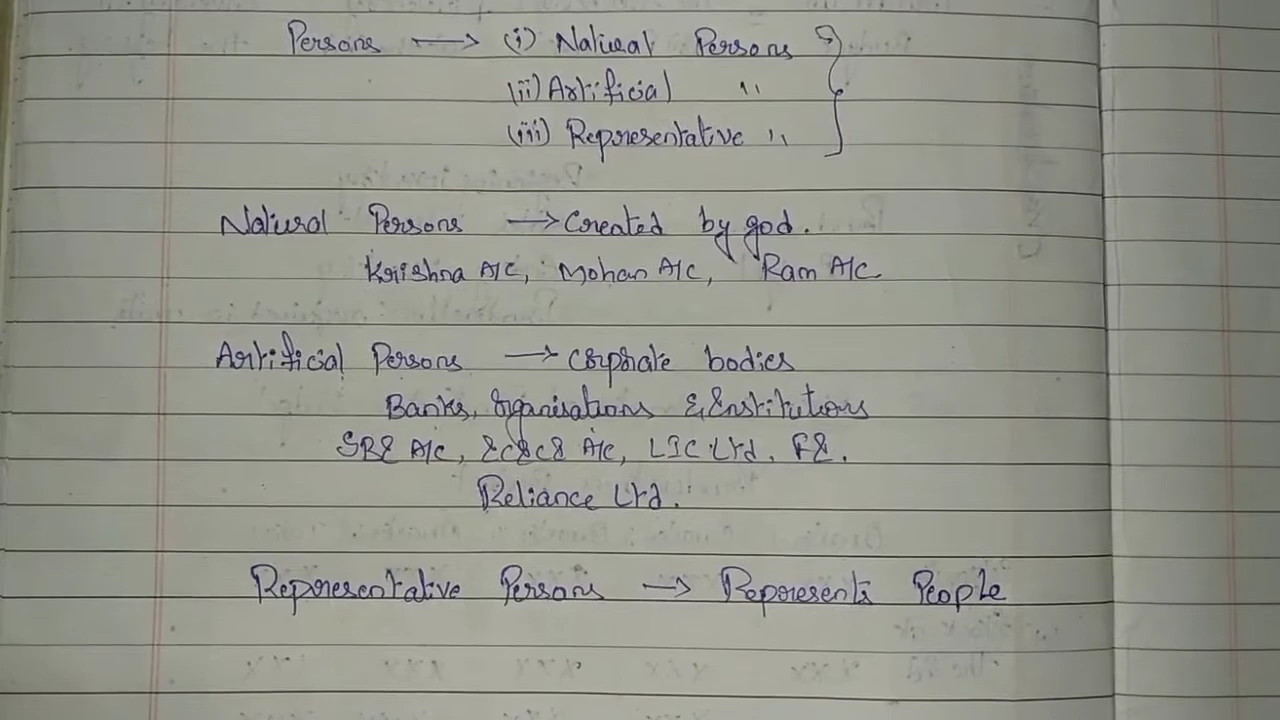 Persons → (i) Natural Persons
(ii) Artificial ,,
(iii) Representative ,,
Natural Persons → Created by god.
Krishna A/C, Mohan A/C, Ram A/C
Artificial Persons → Corporate bodies
Banks, Organisations & Institutions
SBI A/C, ICICI A/C, LIC Ltd.
Reliance Ltd.
Representative Persons → Represents People